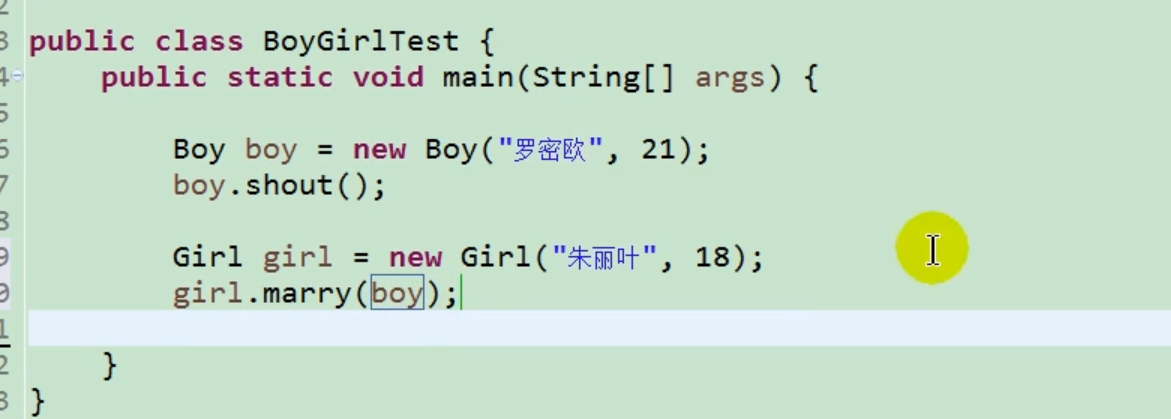 2
3 public class BoyGirlTest {
4 public static void main(String[] args) {
5
6 Boy boy = new Boy("罗密欧", 21);
7 boy.shout();
8
9 Girl girl = new Girl("朱丽叶", 18);
0 girl.marry(boy);
1
2 }
3 }